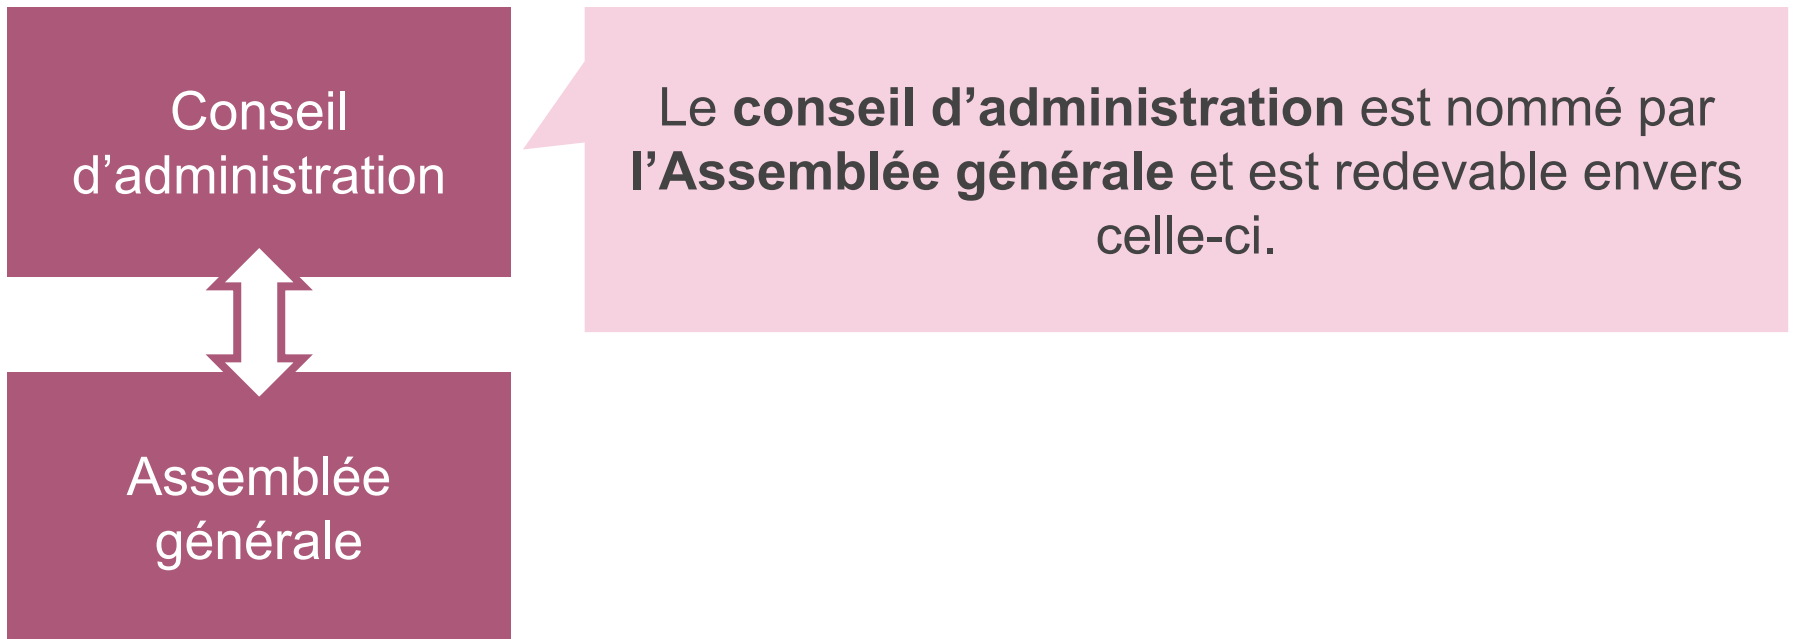 Conseil
d’administration
Le conseil d’administration est nommé par
l’Assemblée générale et est redevable envers
celle-ci.
Assemblée
générale